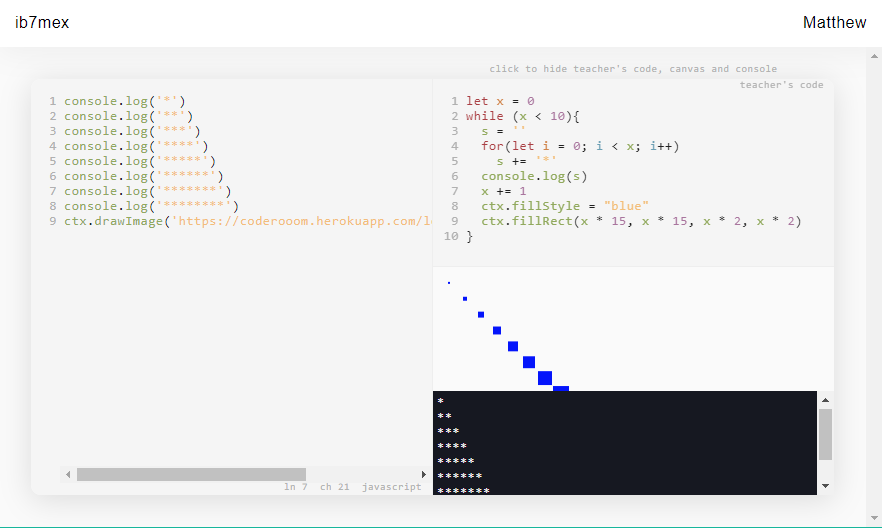 ib7mex
Matthew
click to hide teacher's code, canvas and console
1 console.log('*')
2 console.log('**')
3 console.log('***')
4 console.log('****')
5 console.log('*****')
6 console.log('******')
7 console.log('*******')
8 console.log('********')
9 ctx.drawImage('https://coderooom.herokuapp.com/l
ln 7 ch 21 javascript
teacher's code
1 let x = 0
2 while (x < 10){
3   s = ''
4   for(let i = 0; i < x; i++)
5     s += '*'
6   console.log(s)
7   x += 1
8   ctx.fillStyle = "blue"
9   ctx.fillRect(x * 15, x * 15, x * 2, x * 2)
10 }
*
**
***
****
*****
******
*******